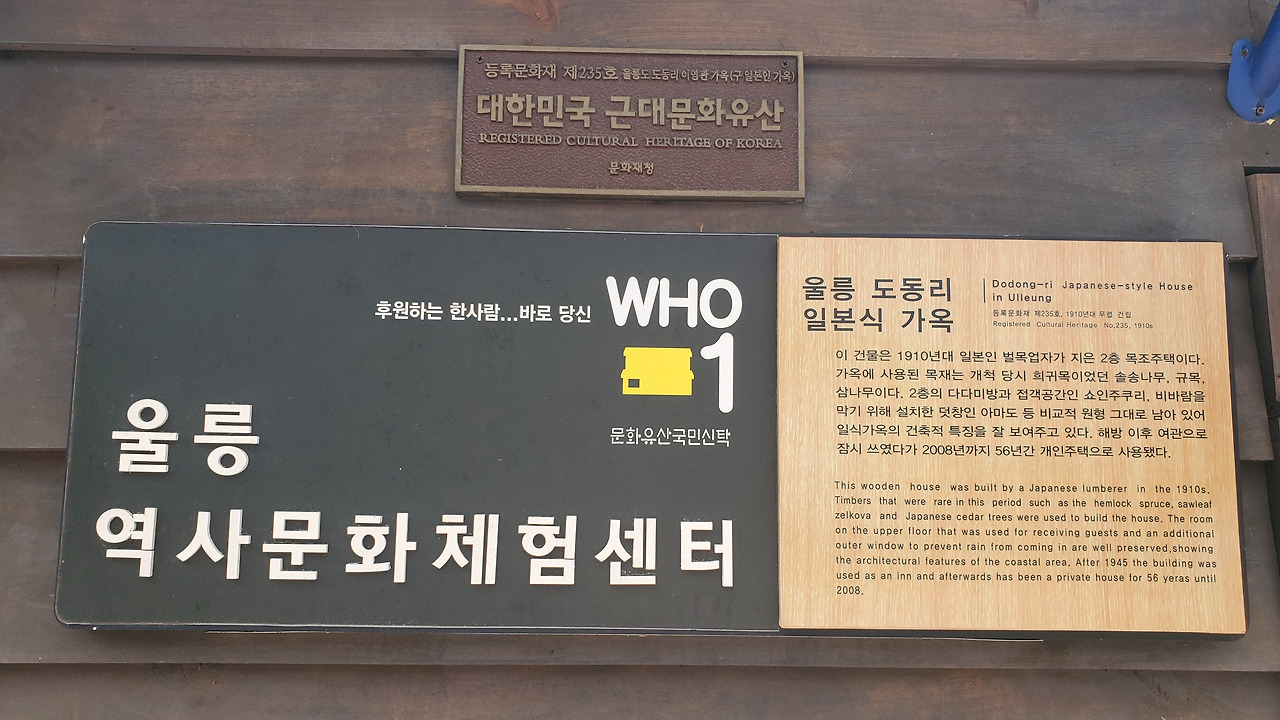 등록문화재 제235호 울릉도 도동리 이영관 가옥(구 일본인 가옥)
대한민국 근대문화유산
REGISTERED CULTURAL HERITAGE OF KOREA
문화재청
후원하는 한사람...바로 당신
WHO
1
문화유산국민신탁
울릉
역사문화체험센터
울릉 도동리
일본식 가옥
Dodong-ri Japanese-style House
in Ulleung
등록문화재 제235호, 1910년대 무렵 건립
Registered Cultural Heritage No.235, 1910s
이 건물은 1910년대 일본인 벌목업자가 지은 2층 목조주택이다.
가옥에 사용된 목재는 개척 당시 희귀목이었던 솔송나무, 규목,
삼나무이다. 2층의 다다미방과 접객공간인 쇼인주쿠리, 비바람을
막기 위해 설치한 덧창인 아마도 등 비교적 원형 그대로 남아 있어
일식가옥의 건축적 특징을 잘 보여주고 있다. 해방 이후 여관으로
잠시 쓰였다가 2008년까지 56년간 개인주택으로 사용됐다.
This wooden house was built by a Japanese lumberer in the 1910s.
Timbers that were rare in this period such as the hemlock spruce, sawleaf
zelkova and Japanese cedar trees were used to build the house. The room
on the upper floor that was used for receiving guests and an additional
outer window to prevent rain from coming in are well preserved,showing
the architectural features of the coastal area. After 1945 the building was
used as an inn and afterwards has been a private house for 56 yeras until
2008.